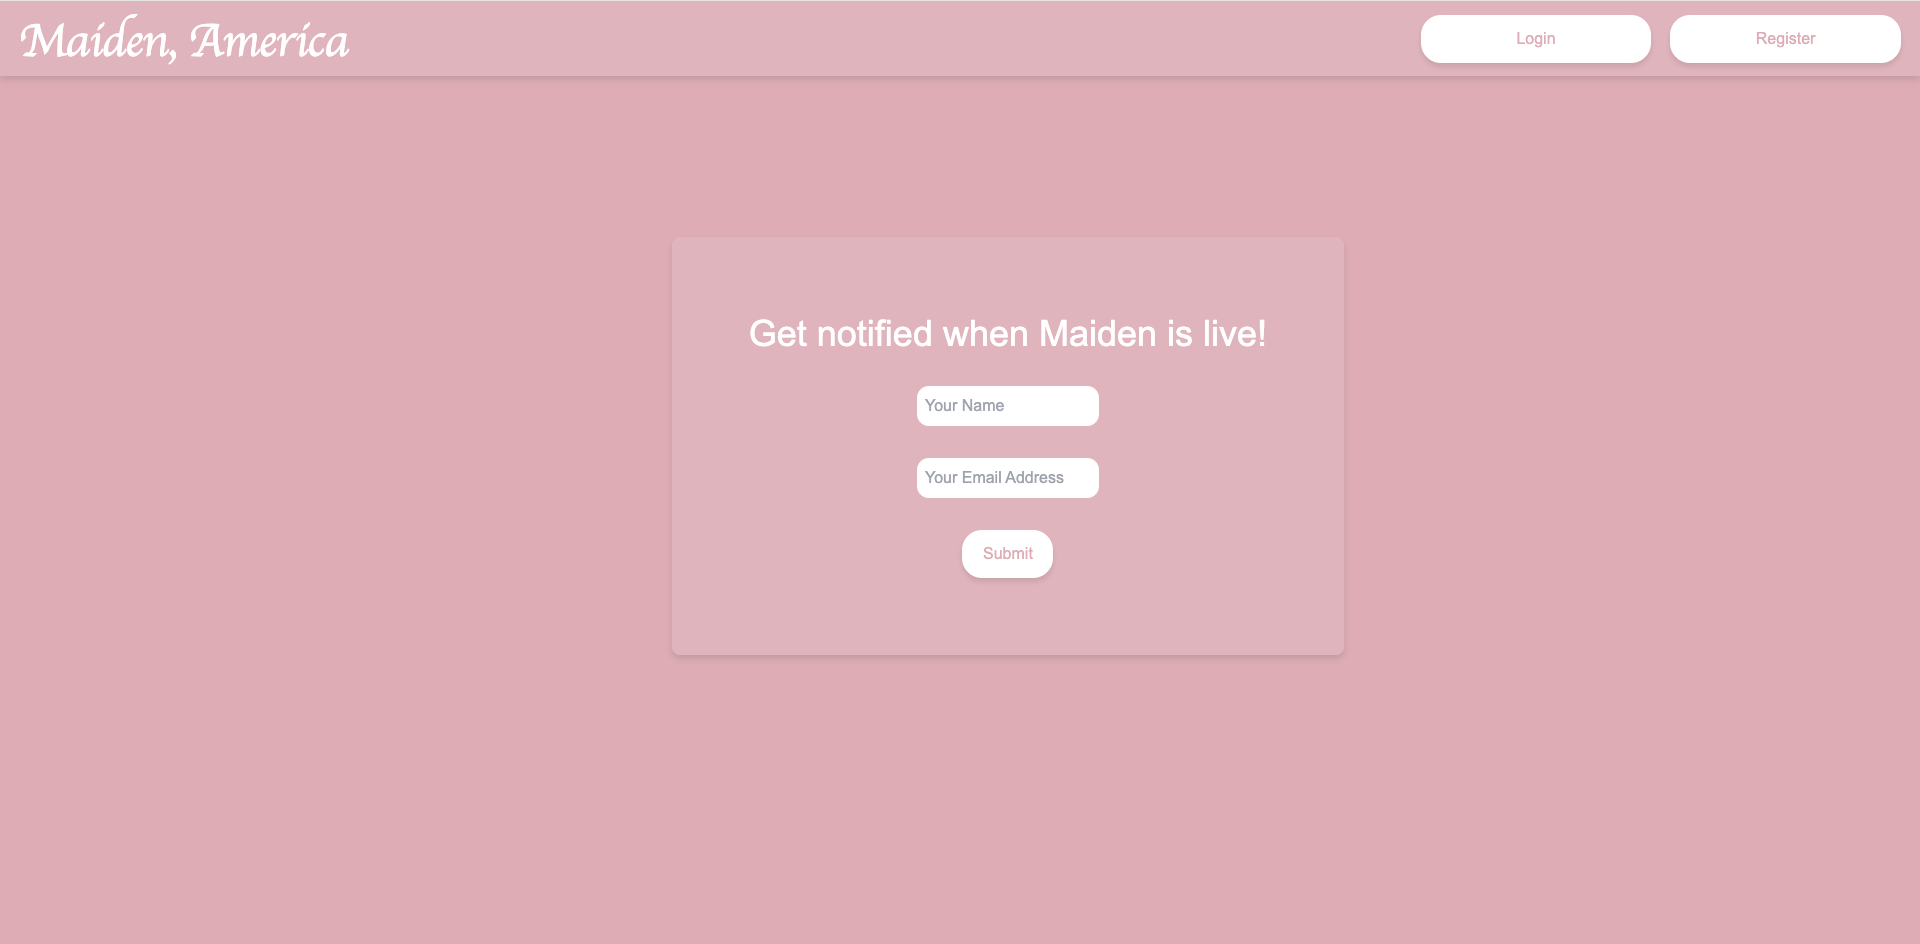 Maiden, America
Login
Register
Get notified when Maiden is live!
Your Name
Your Email Address
Submit